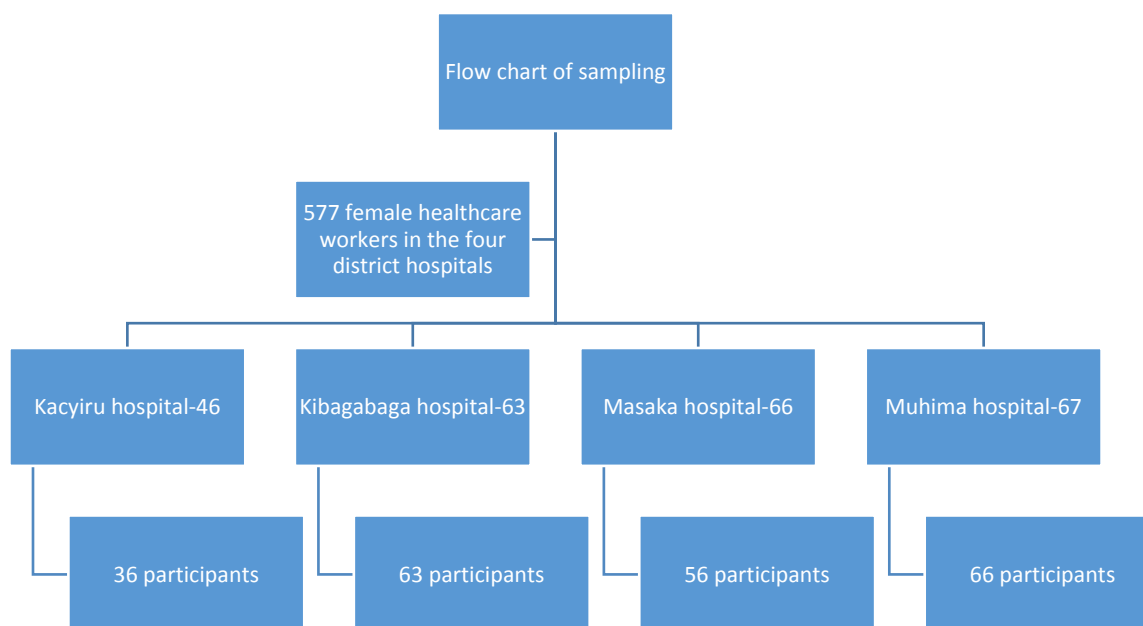 Flow chart of sampling
577 female healthcare
workers in the four
district hospitals
Kacyiru hospital-46
Kibagabaga hospital-63
Masaka hospital-66
Muhima hospital-67
36 participants
63 participants
56 participants
66 participants